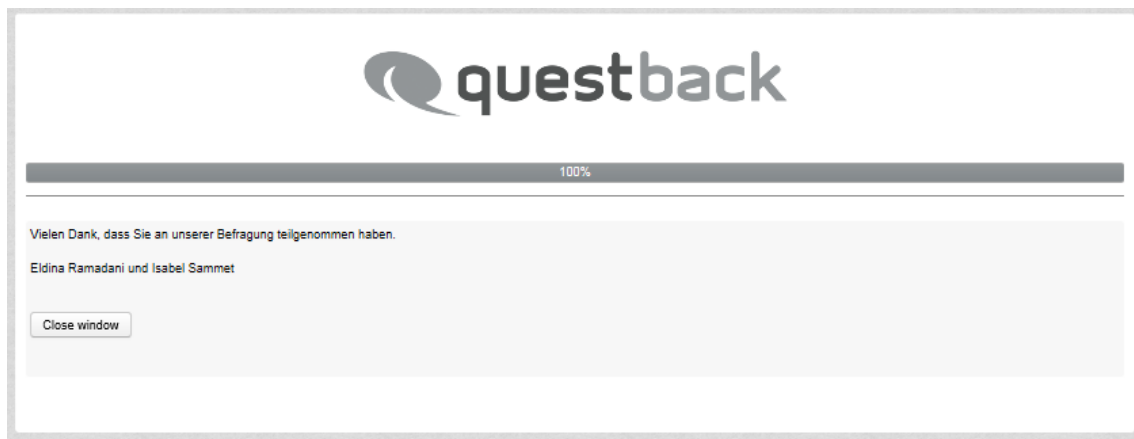 questback
100%
Vielen Dank, dass Sie an unserer Befragung teilgenommen haben.
Eldina Ramadani und Isabel Sammet
Close window